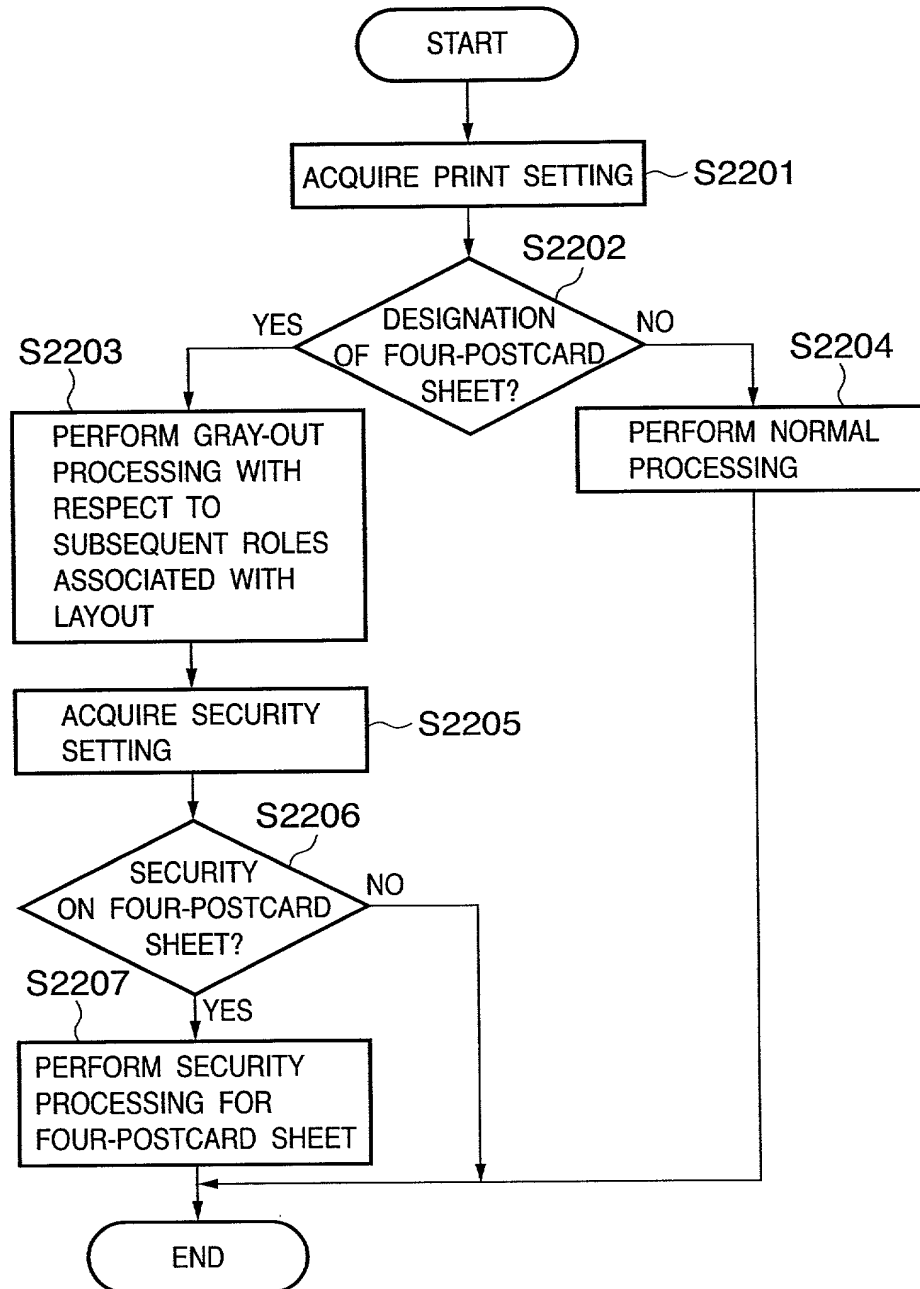 START
ACQUIRE PRINT SETTING
S2201
S2202
DESIGNATION
OF FOUR-POSTCARD
SHEET?
YES
NO
S2203
PERFORM GRAY-OUT
PROCESSING WITH
RESPECT TO
SUBSEQUENT ROLES
ASSOCIATED WITH
LAYOUT
S2204
PERFORM NORMAL
PROCESSING
ACQUIRE SECURITY
SETTING
S2205
S2206
SECURITY
ON FOUR-POSTCARD
SHEET?
NO
YES
S2207
PERFORM SECURITY
PROCESSING FOR
FOUR-POSTCARD SHEET
END